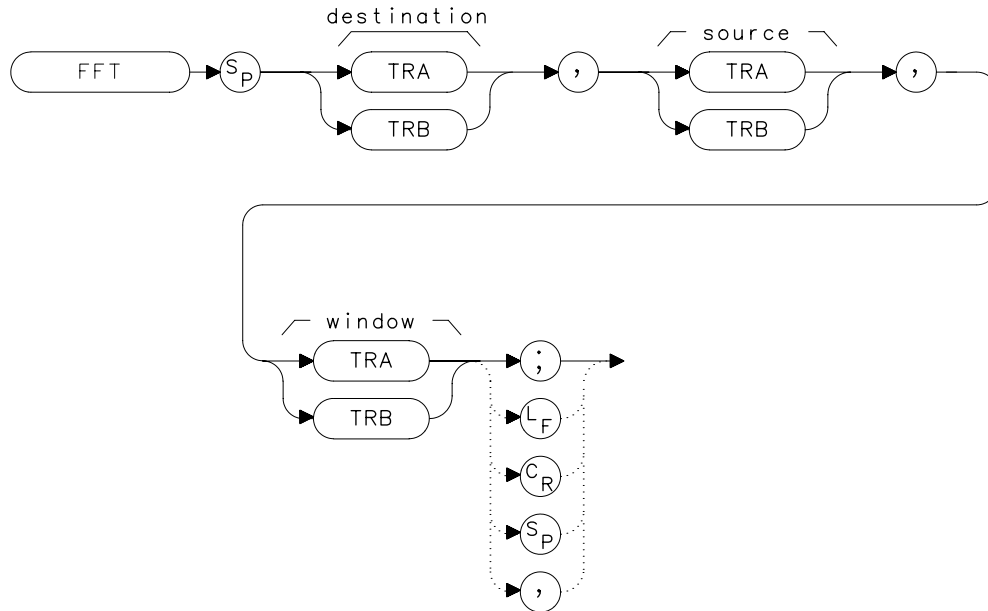 destination
source
FFT SP TRA , TRA ,
TRB TRB
window
TRA ;
TRB LF
CR
SP
,